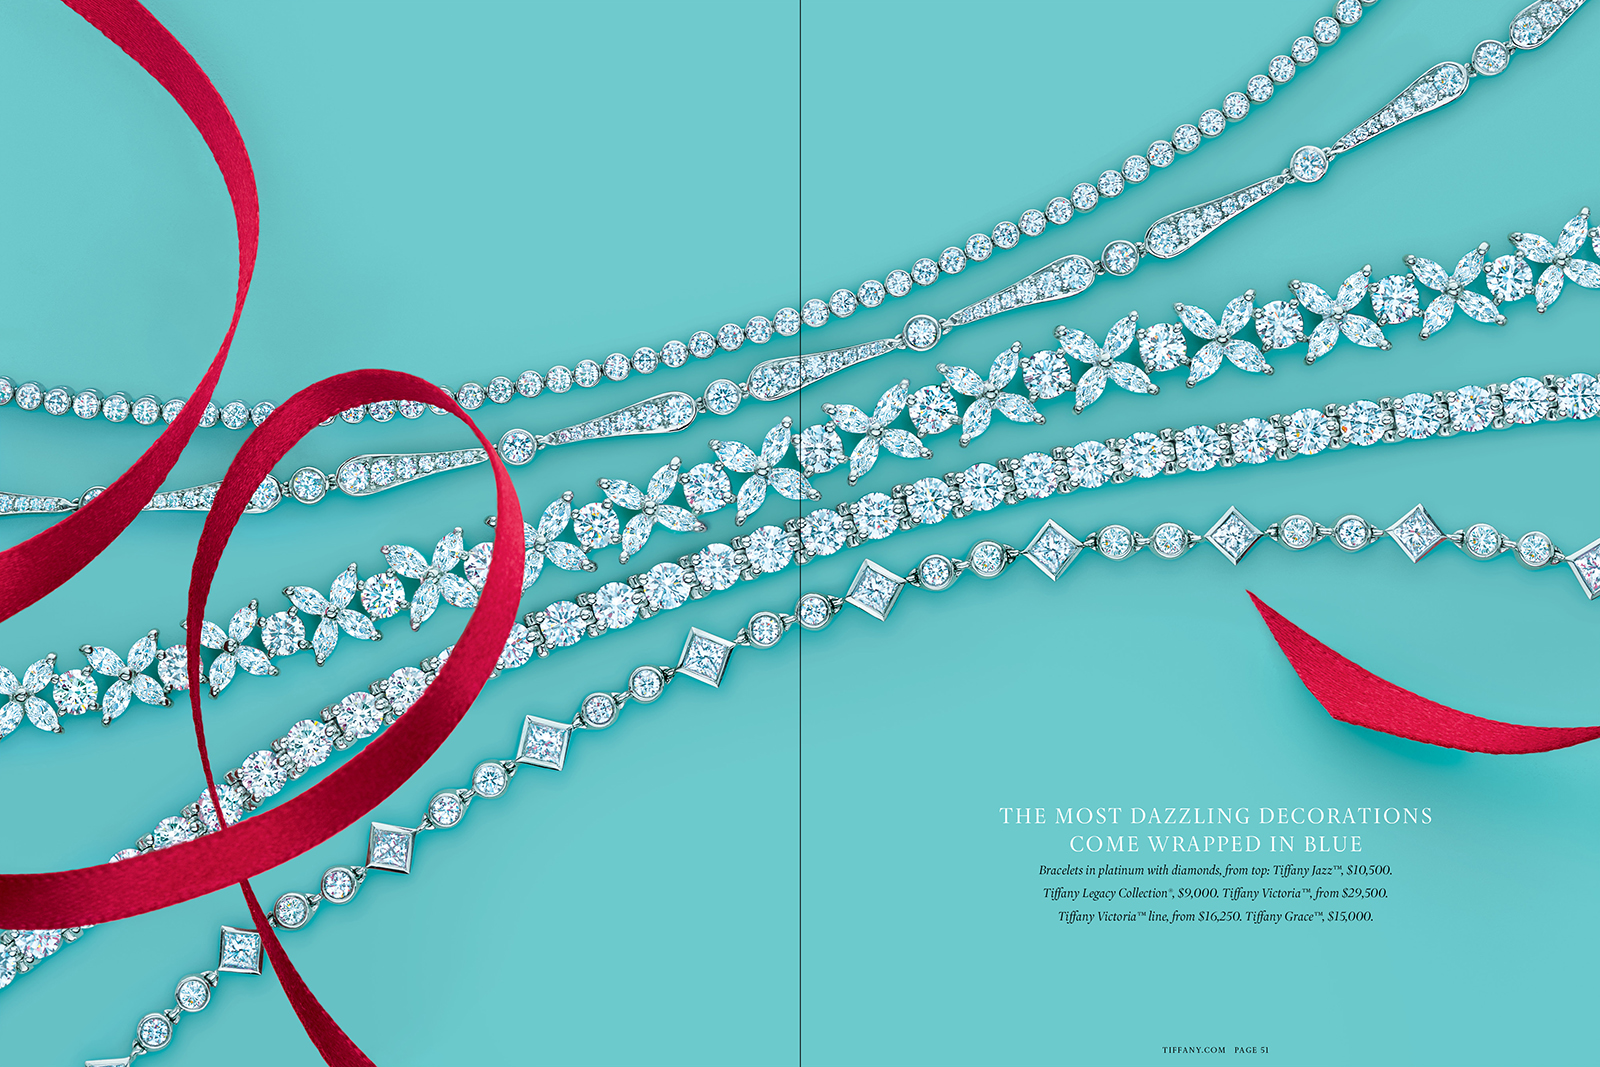 THE MOST DAZZLING DECORATIONS
COME WRAPPED IN BLUE
Bracelets in platinum with diamonds, from top: Tiffany Jazz™, $10,500.
Tiffany Legacy Collection®, $9,000. Tiffany Victoria™, from $29,500.
Tiffany Victoria™ line, from $16,250. Tiffany Grace™, $15,000.
TIFFANY.COM PAGE 51